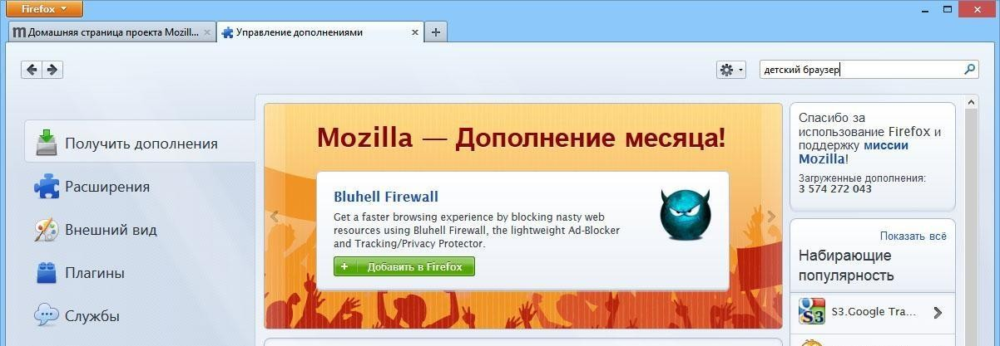 Firefox
Домашняя страница проекта Mozill...
Управление дополнениями
детский браузер
Получить дополнения
Расширения
Внешний вид
Плагины
Службы
Mozilla — Дополнение месяца!
Bluhell Firewall
Get a faster browsing experience by blocking nasty web
resources using Bluhell Firewall, the lightweight Ad-Blocker
and Tracking/Privacy Protector.
+ Добавить в Firefox
Спасибо за
использование Firefox и
поддержку миссии
Mozilla!
Загруженные дополнения:
3 574 272 043
Показать всё
Набирающие
популярность
S3
S3.Google Tra...